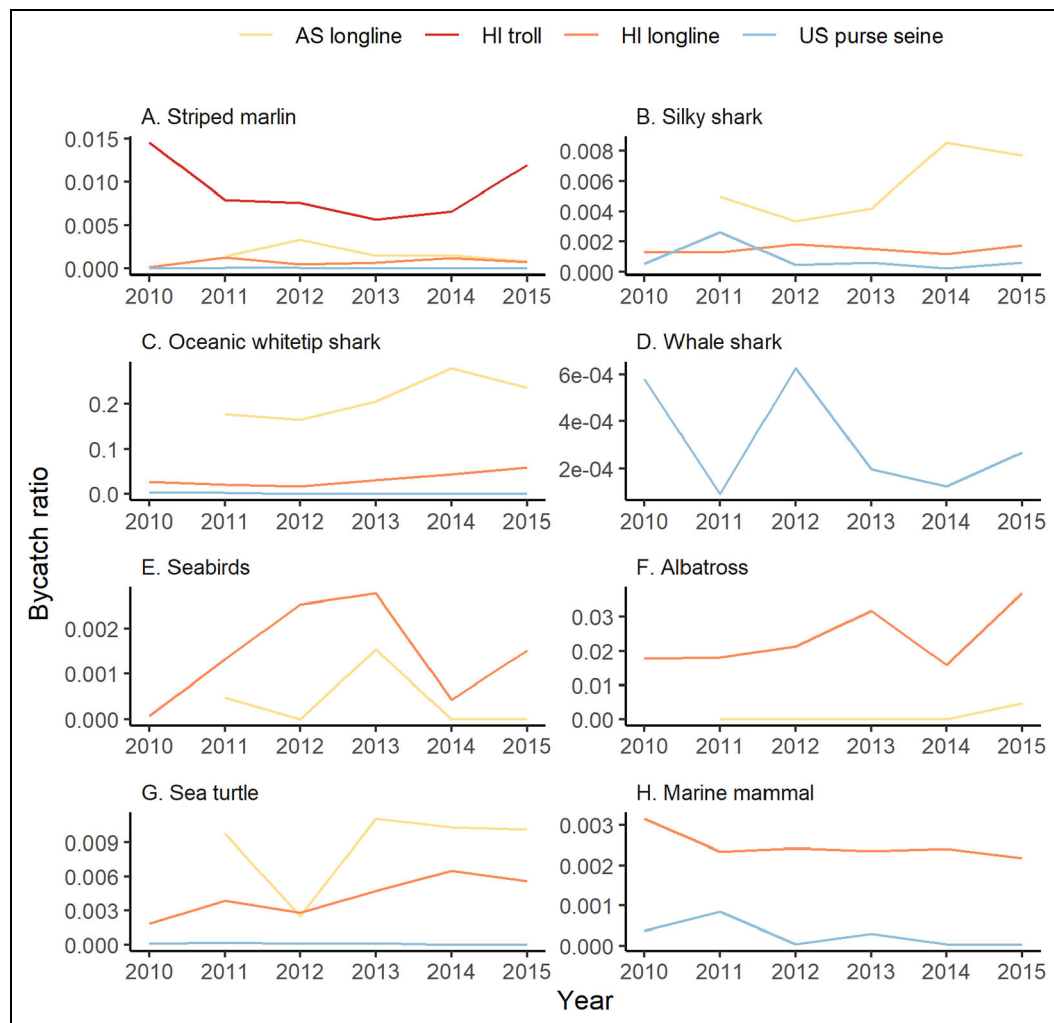 AS longline HI troll HI longline US purse seine
A. Striped marlin
0.015
0.010
0.005
0.000
2010 2011 2012 2013 2014 2015
B. Silky shark
0.008
0.006
0.004
0.002
0.000
2010 2011 2012 2013 2014 2015
C. Oceanic whitetip shark
0.2
0.1
0.0
2010 2011 2012 2013 2014 2015
D. Whale shark
6e-04
4e-04
2e-04
2010 2011 2012 2013 2014 2015
E. Seabirds
0.002
0.001
0.000
2010 2011 2012 2013 2014 2015
F. Albatross
0.03
0.02
0.01
0.00
2010 2011 2012 2013 2014 2015
G. Sea turtle
0.009
0.006
0.003
0.000
2010 2011 2012 2013 2014 2015
H. Marine mammal
0.003
0.002
0.001
0.000
2010 2011 2012 2013 2014 2015
Bycatch ratio
Year